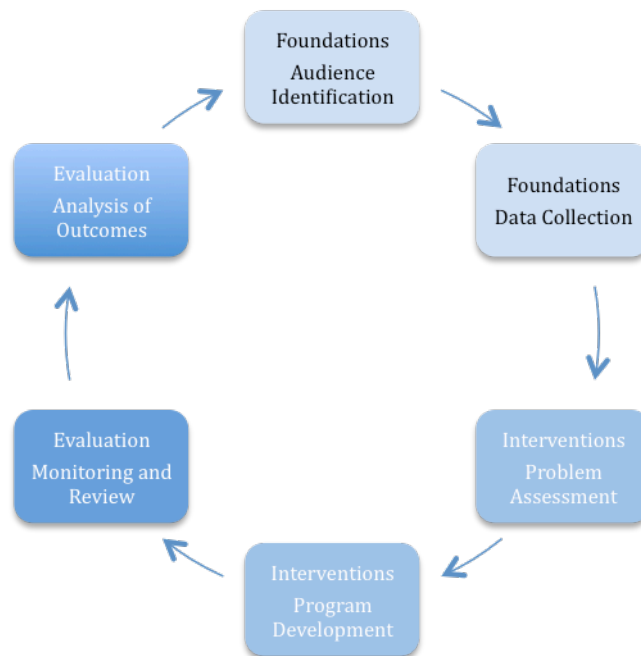 Foundations
Audience
Identification
Foundations
Data Collection
Interventions
Problem
Assessment
Interventions
Program
Development
Evaluation
Monitoring and
Review
Evaluation
Analysis of
Outcomes